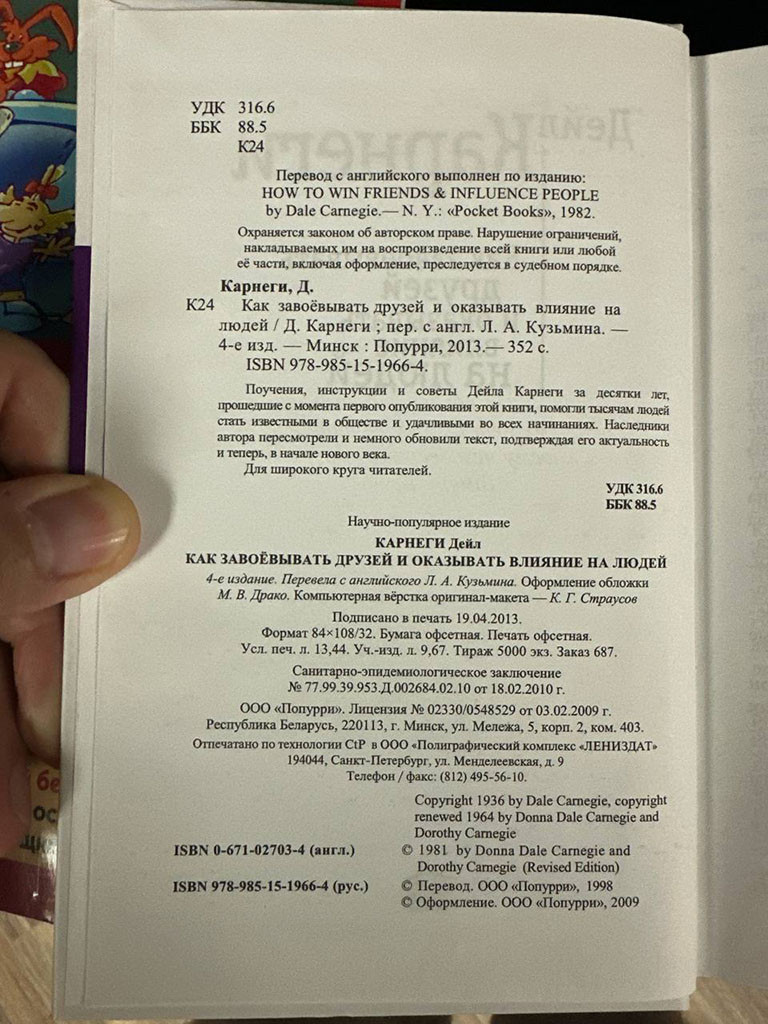 УДК 316.6
ББК 88.5
К24
Перевод с английского выполнен по изданию:
HOW TO WIN FRIENDS & INFLUENCE PEOPLE
by Dale Carnegie.— N. Y.: «Pocket Books», 1982.
Охраняется законом об авторском праве. Нарушение ограничений,
накладываемых им на воспроизведение всей книги или любой
её части, включая оформление, преследуется в судебном порядке.
Карнеги, Д.
К24 Как завоёвывать друзей и оказывать влияние на
людей / Д. Карнеги ; пер. с англ. Л. А. Кузьмина. —
4-е изд. — Минск : Попурри, 2013.— 352 с.
ISBN 978-985-15-1966-4.
Поучения, инструкции и советы Дейла Карнеги за десятки лет,
прошедшие с момента первого опубликования этой книги, помогли тысячам людей
стать известными в обществе и удачливыми во всех начинаниях. Наследники
автора пересмотрели и немного обновили текст, подтверждая его актуальность
и теперь, в начале нового века.
Для широкого круга читателей.
УДК 316.6
ББК 88.5
Научно-популярное издание
КАРНЕГИ Дейл
КАК ЗАВОЁВЫВАТЬ ДРУЗЕЙ И ОКАЗЫВАТЬ ВЛИЯНИЕ НА ЛЮДЕЙ
4-е издание. Перевела с английского Л. А. Кузьмина. Оформление обложки
М. В. Драко. Компьютерная вёрстка оригинал-макета — К. Г. Страусов
Подписано в печать 19.04.2013.
Формат 84×108/32. Бумага офсетная. Печать офсетная.
Усл. печ. л. 13,44. Уч.-изд. л. 9,67. Тираж 5000 экз. Заказ 687.
Санитарно-эпидемиологическое заключение
№ 77.99.39.953.Д.002684.02.10 от 18.02.2010 г.
ООО «Попурри». Лицензия № 02330/0548529 от 03.02.2009 г.
Республика Беларусь, 220113, г. Минск, ул. Мележа, 5, корп. 2, ком. 403.
Отпечатано по технологии CtP в ООО «Полиграфический комплекс «ЛЕНИЗДАТ»
194044, Санкт-Петербург, ул. Менделеевская, д. 9
Телефон / факс: (812) 495-56-10.
Copyright 1936 by Dale Carnegie, copyright
renewed 1964 by Donna Dale Carnegie and
Dorothy Carnegie
ISBN 0-671-02703-4 (англ.) © 1981 by Donna Dale Carnegie and
Dorothy Carnegie (Revised Edition)
ISBN 978-985-15-1966-4 (рус.) © Перевод. ООО «Попурри», 1998
© Оформление. ООО «Попурри», 2009